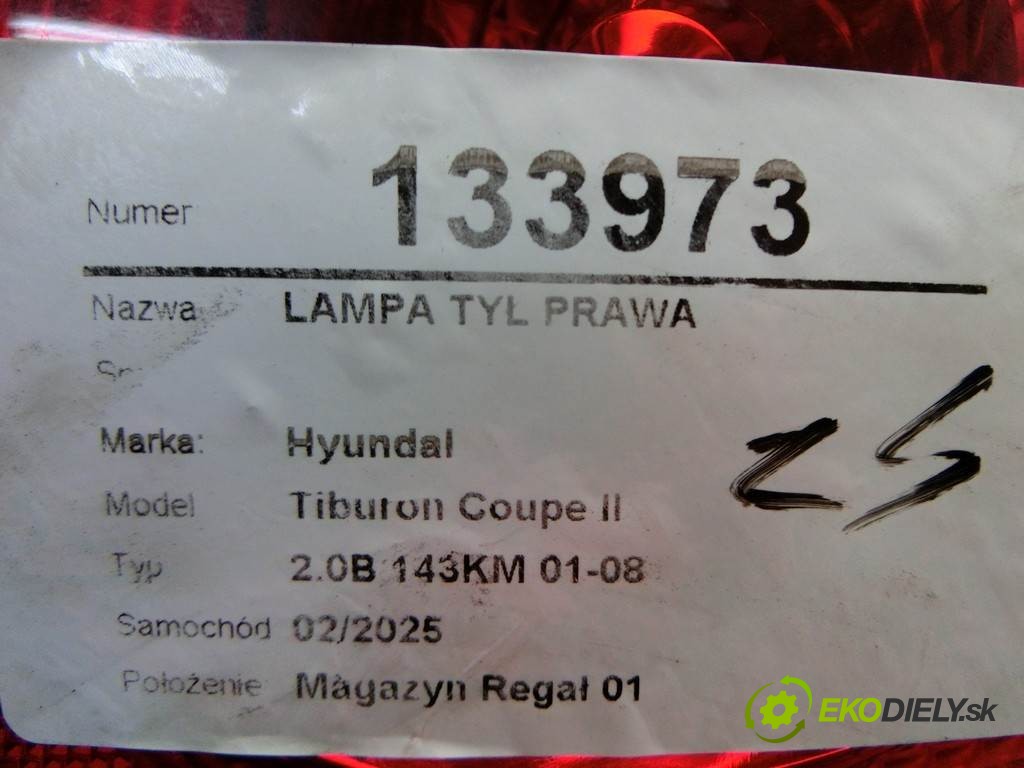 Numer 133973
Nazwa LAMPA TYL PRAWA
Marka: Hyundai
Model Tiburon Coupe II
Typ 2.0B 143KM 01-08
Samochód 02/2025
Położenie Magazyn Regał 01
25
EKODIELY.sk